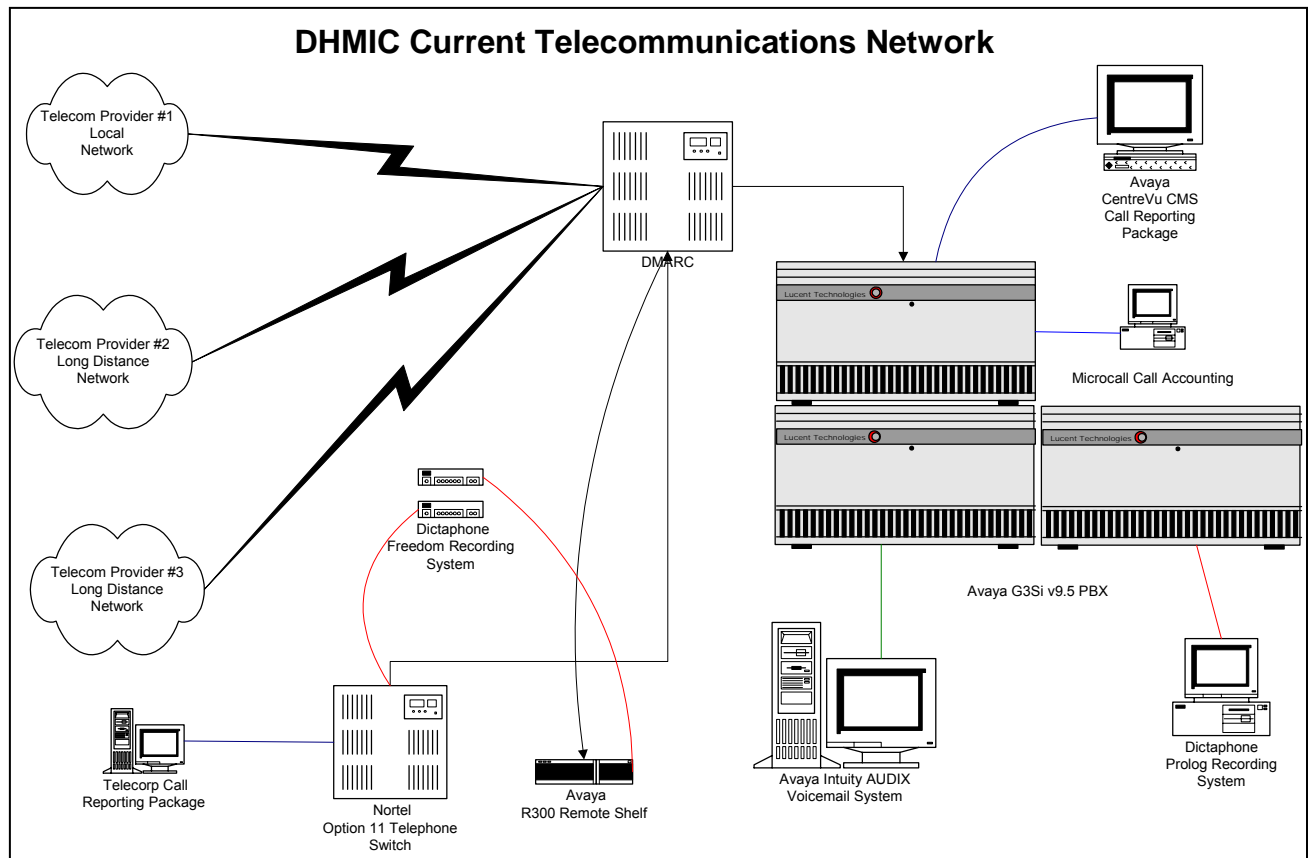 DHMIC Current Telecommunications Network
Telecom Provider #1
Local
Network
DMARC
Avaya
CentreVu CMS
Call Reporting
Package
Lucent Technologies
Microcall Call Accounting
Telecom Provider #2
Long Distance
Network
Lucent Technologies
Lucent Technologies
Dictaphone
Freedom Recording
System
Telecom Provider #3
Long Distance
Network
Avaya G3Si v9.5 PBX
Telecorp Call
Reporting Package
Nortel
Option 11 Telephone
Switch
Avaya
R300 Remote Shelf
Avaya Intuity AUDIX
Voicemail System
Dictaphone
Prolog Recording
System